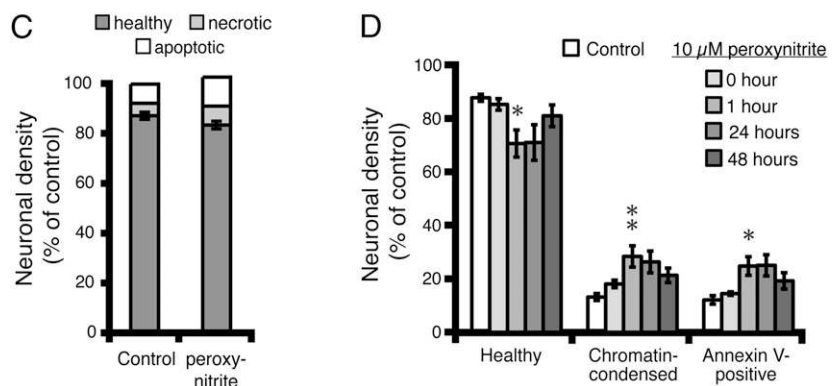 C
healthy necrotic
apoptotic
Neuronal density
(% of control)
100
80
60
40
20
0
Control peroxy-
nitrite
D
Control
10 µM peroxynitrite
0 hour
1 hour
24 hours
48 hours
Neuronal density
(% of control)
100
80
60
40
20
0
*
*
*
*
Healthy
Chromatin-
condensed
Annexin V-
positive